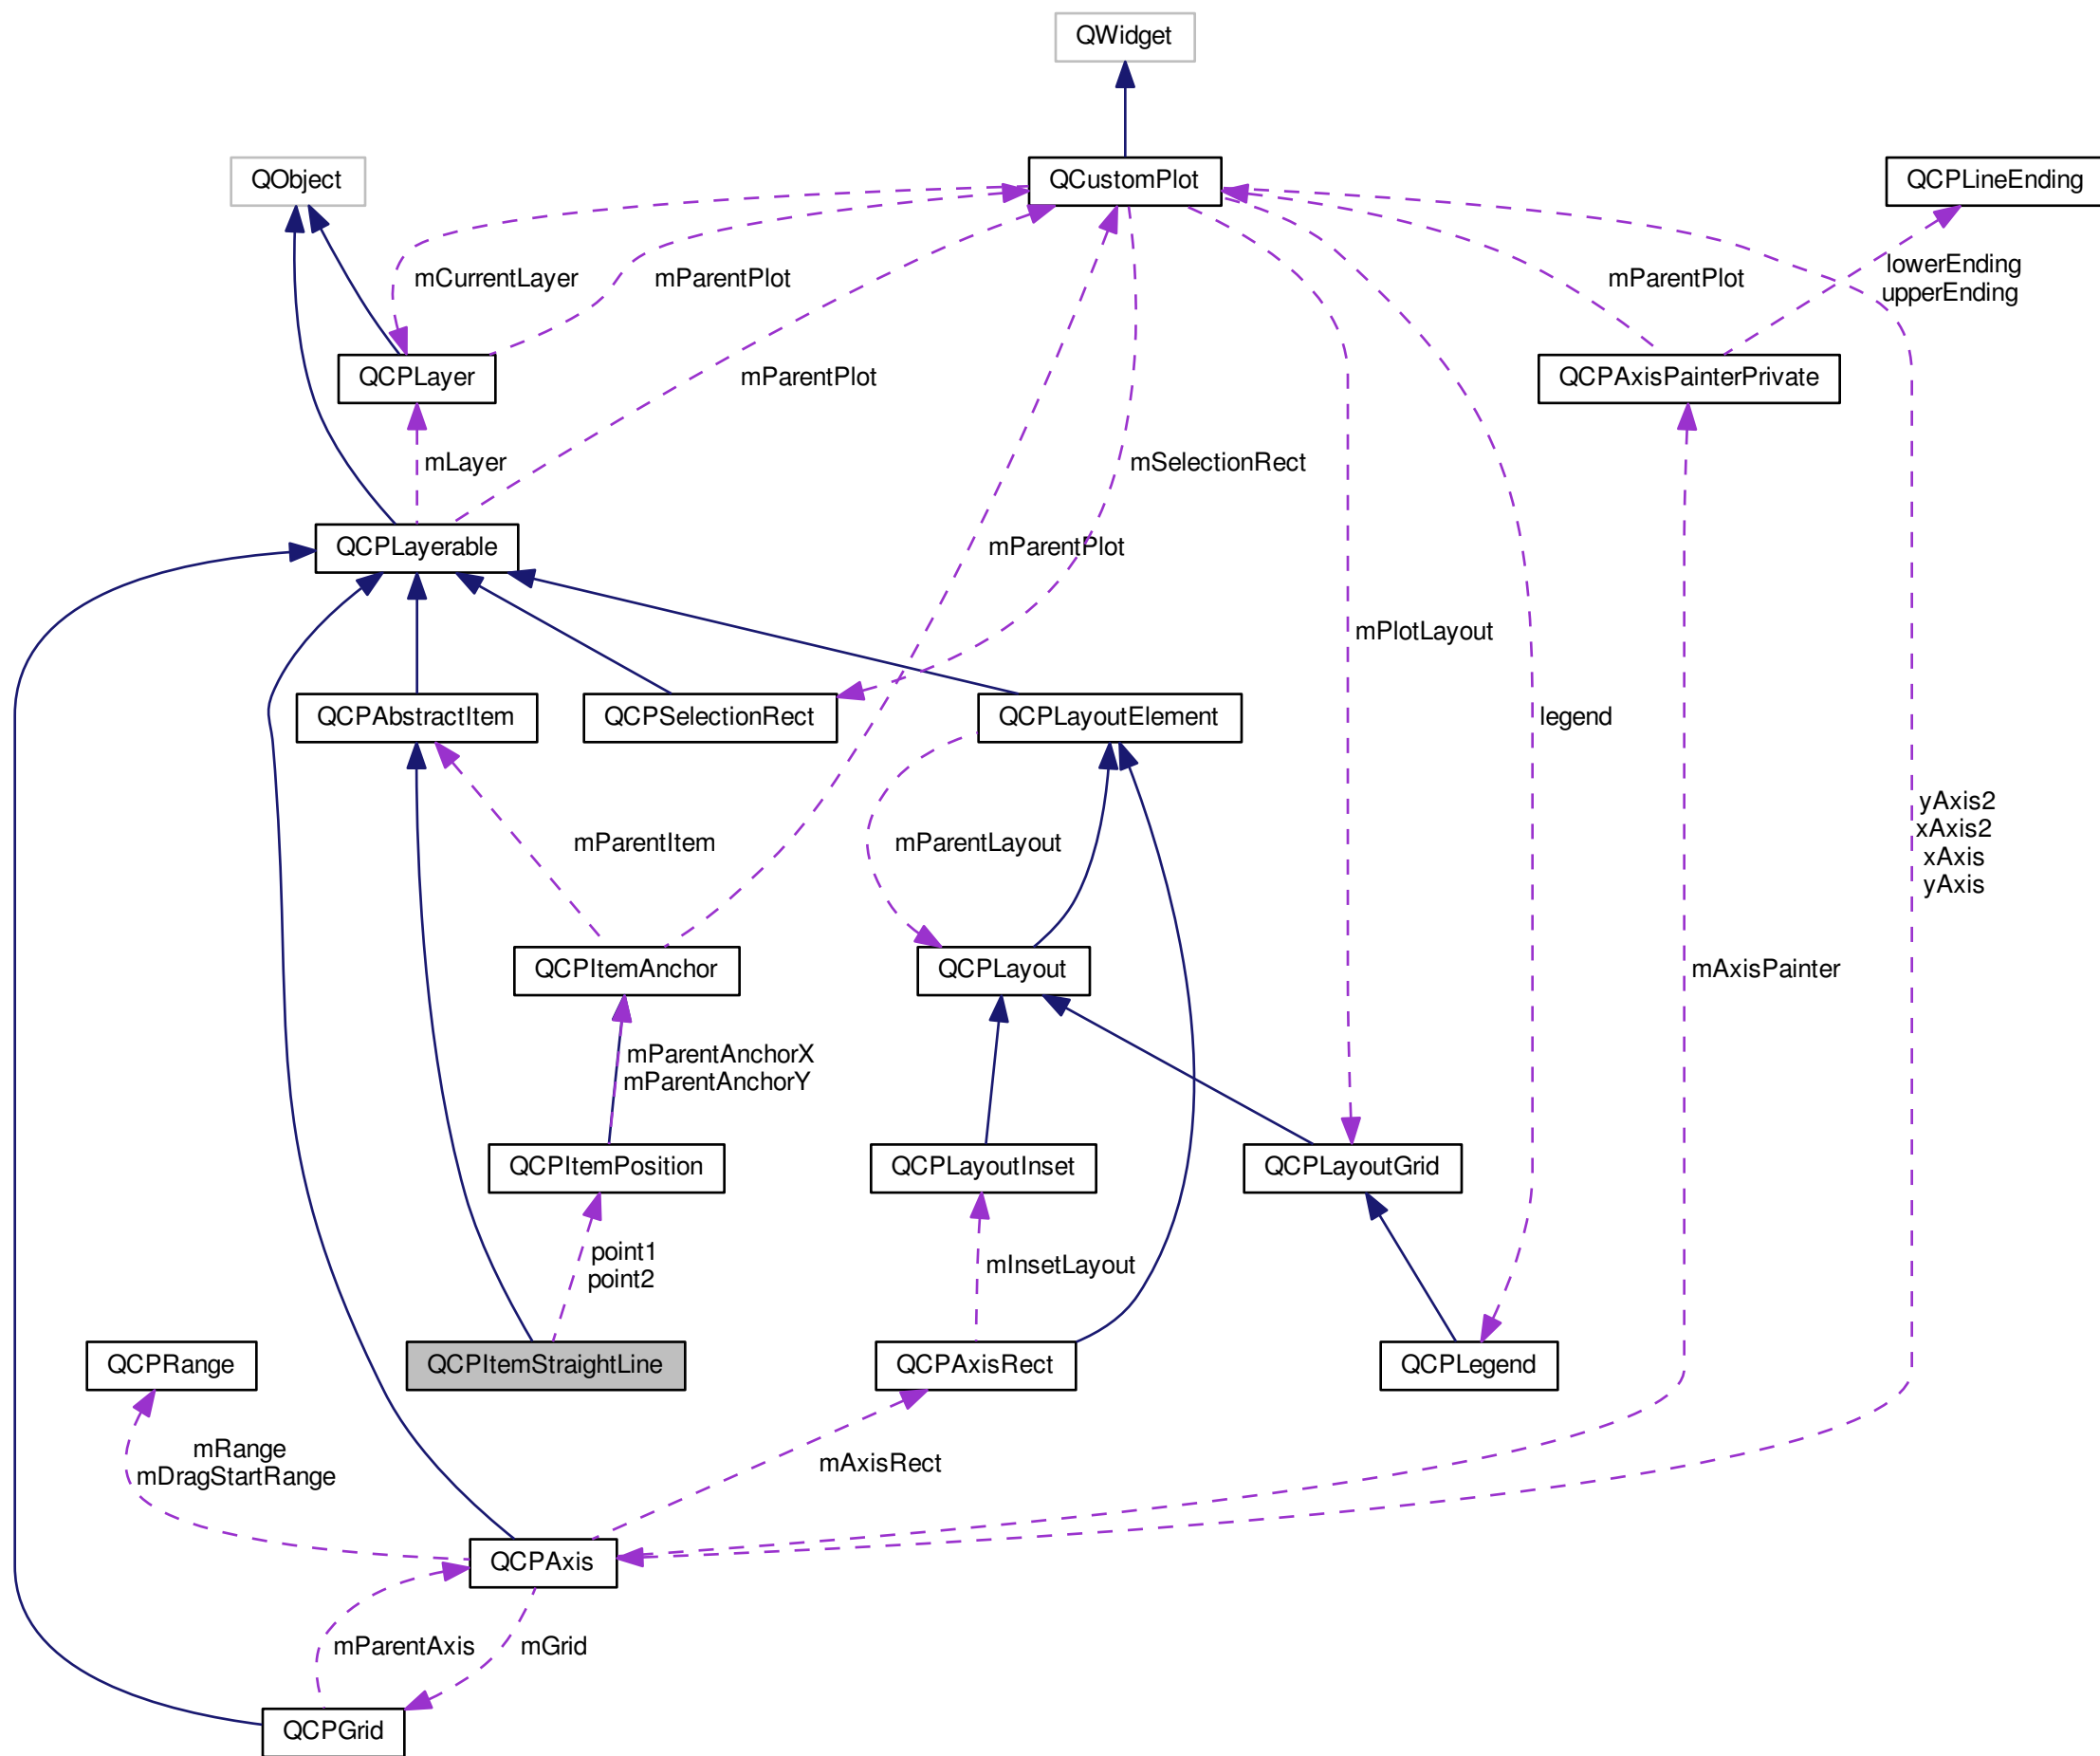 QWidget
QObject
QCustomPlot
QCPLineEnding
mCurrentLayer
mParentPlot
mParentPlot
lowerEnding
upperEnding
QCPLayer
mParentPlot
QCPAxisPainterPrivate
mLayer
mSelectionRect
QCPLayerable
mParentPlot
mPlotLayout
QCPAbstractItem
QCPSelectionRect
QCPLayoutElement
legend
yAxis2
xAxis2
xAxis
yAxis
mParentItem
mParentLayout
QCPItemAnchor
QCPLayout
mAxisPainter
mParentAnchorX
mParentAnchorY
QCPItemPosition
QCPLayoutInset
QCPLayoutGrid
point1
point2
mInsetLayout
QCPRange
QCPItemStraightLine
QCPAxisRect
QCPLegend
mRange
mDragStartRange
mAxisRect
QCPAxis
mParentAxis
mGrid
QCPGrid